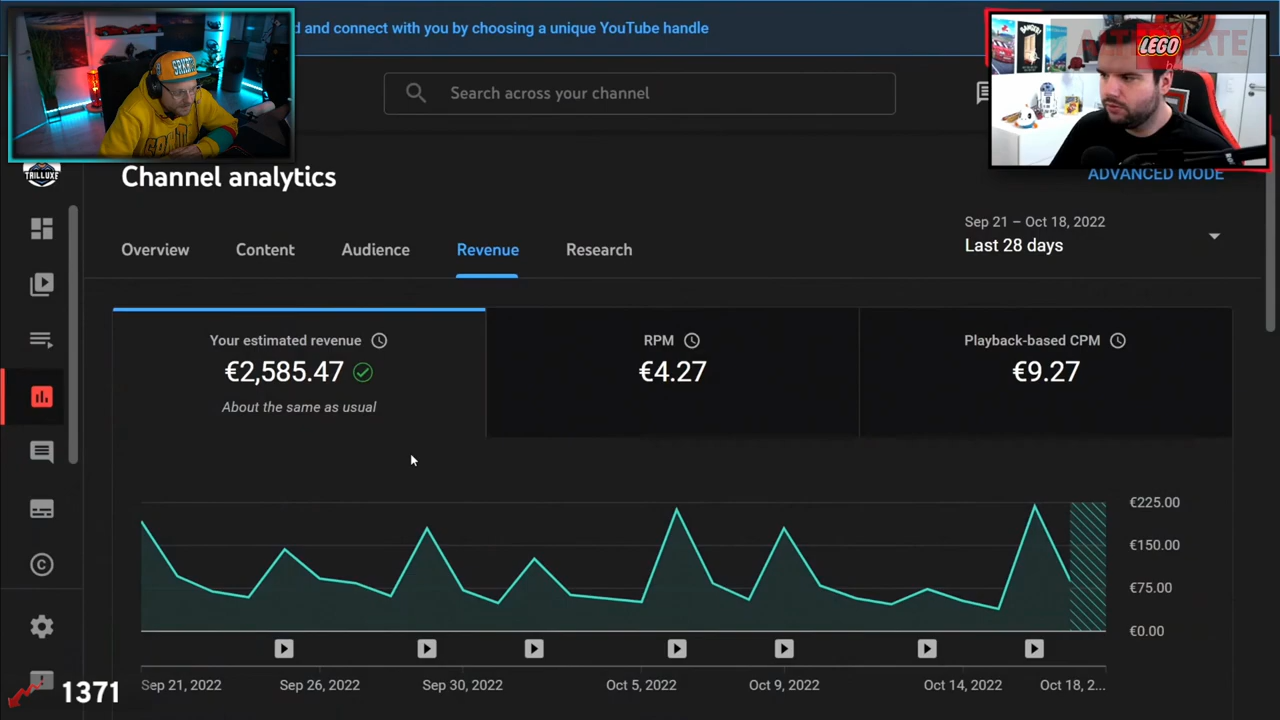 d and connect with you by choosing a unique YouTube handle
SRKRZ
LEGO
ALTERNATE
Search across your channel
TRILLUXE
Channel analytics
ADVANCED MODE
Sep 21 – Oct 18, 2022
Last 28 days
Overview
Content
Audience
Revenue
Research
Your estimated revenue
€2,585.47
About the same as usual
RPM
€4.27
Playback-based CPM
€9.27
€225.00
€150.00
€75.00
€0.00
Sep 21, 2022
Sep 26, 2022
Sep 30, 2022
Oct 5, 2022
Oct 9, 2022
Oct 14, 2022
Oct 18, 2...
1371